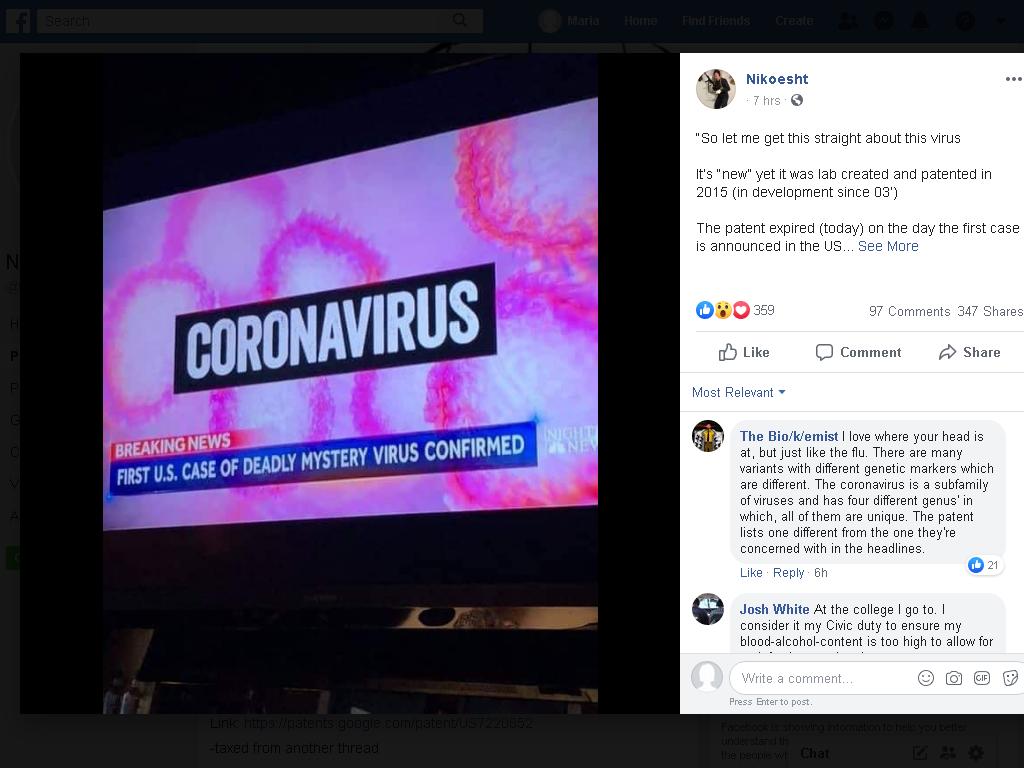 Search
Maria
Home
Find Friends
Create
Nikoesht
· 7 hrs ·
"So let me get this straight about this virus
It's "new" yet it was lab created and patented in
2015 (in development since 03')
The patent expired (today) on the day the first case
is announced in the US... See More
359
97 Comments 347 Shares
Like
Comment
Share
Most Relevant
CORONAVIRUS
BREAKING NEWS
FIRST U.S. CASE OF DEADLY MYSTERY VIRUS CONFIRMED
NIGHT
NEW
The Bio/k/emist I love where your head is
at, but just like the flu. There are many
variants with different genetic markers which
are different. The coronavirus is a subfamily
of viruses and has four different genus' in
which, all of them are unique. The patent
lists one different from the one they're
concerned with in the headlines.
21
Like · Reply · 6h
Josh White At the college I go to. I
consider it my Civic duty to ensure my
blood-alcohol-content is too high to allow for
Write a comment...
GIF
Press Enter to post.
Link: https://patents.google.com/patent/US7220852
-taxed from another thread
Facebook is showing information to help you better
understand th
the people wh
Chat